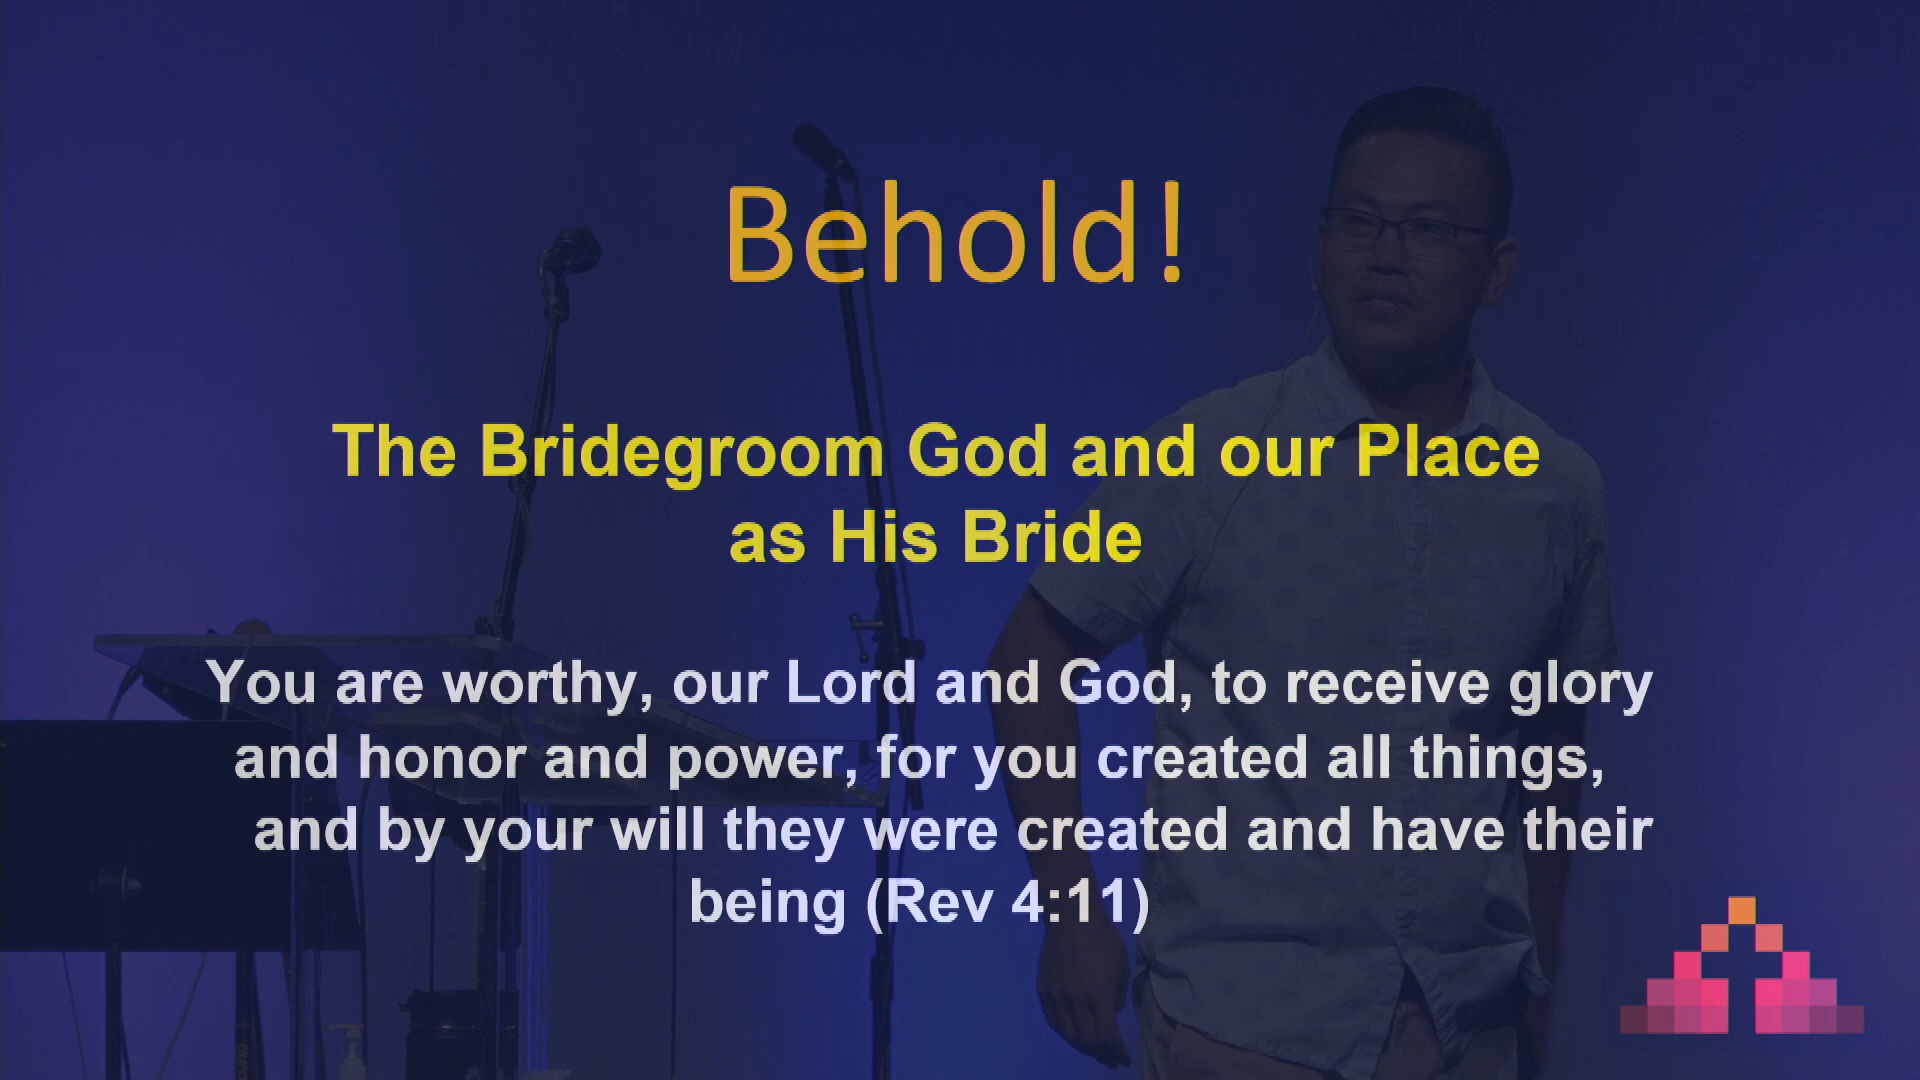 Behold!
The Bridegroom God and our Place
as His Bride
You are worthy, our Lord and God, to receive glory
and honor and power, for you created all things,
and by your will they were created and have their
being (Rev 4:11)